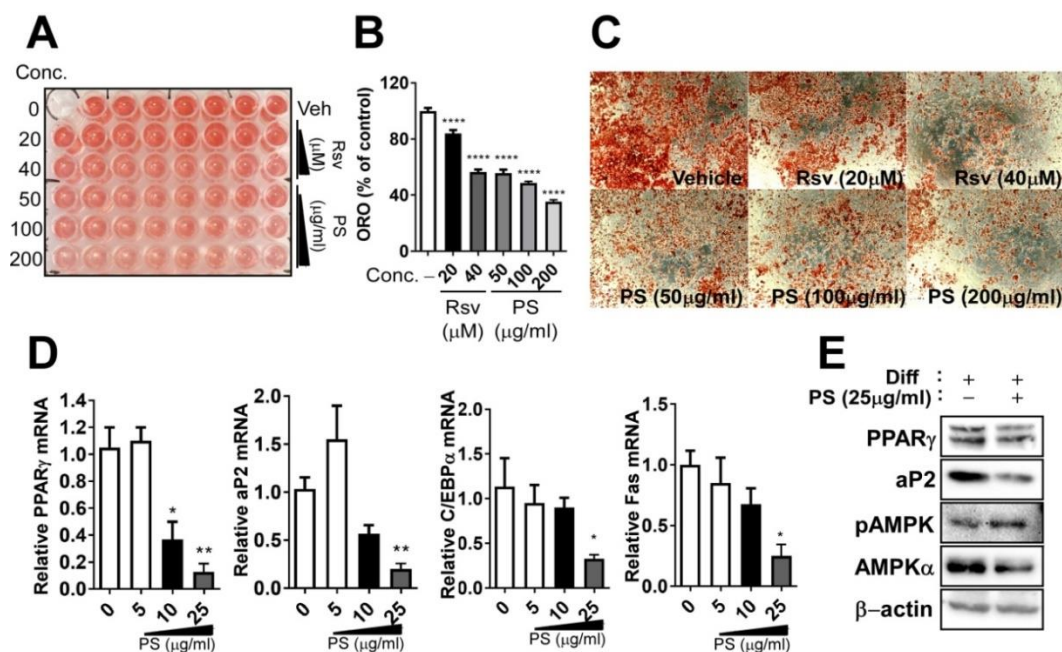 A
Conc.
0
20
40
50
100
200
Veh
Rsv
(μM)
PS
(μg/ml)
B
ORO (% of control)
120
80
40
0
****
****
****
****
****
Conc. –
20
40
50
100
200
Rsv
(μM)
PS
(μg/ml)
C
Vehicle
Rsv (20μM)
Rsv (40μM)
PS (50μg/ml)
PS (100μg/ml)
PS (200μg/ml)
D
Relative PPARγ mRNA
1.4
1.2
1.0
0.8
0.6
0.4
0.2
0.0
*
**
0
5
10
25
PS (μg/ml)
Relative aP2 mRNA
2.0
1.5
1.0
0.5
0.0
**
0
5
10
25
PS (μg/ml)
Relative C/EBPα mRNA
2.0
1.5
1.0
0.5
0.0
*
0
5
10
25
PS (μg/ml)
Relative Fas mRNA
1.5
1.0
0.5
0.0
*
0
5
10
25
PS (μg/ml)
E
Diff : + +
PS (25μg/ml) : – +
PPARγ
aP2
pAMPK
AMPKα
β–actin